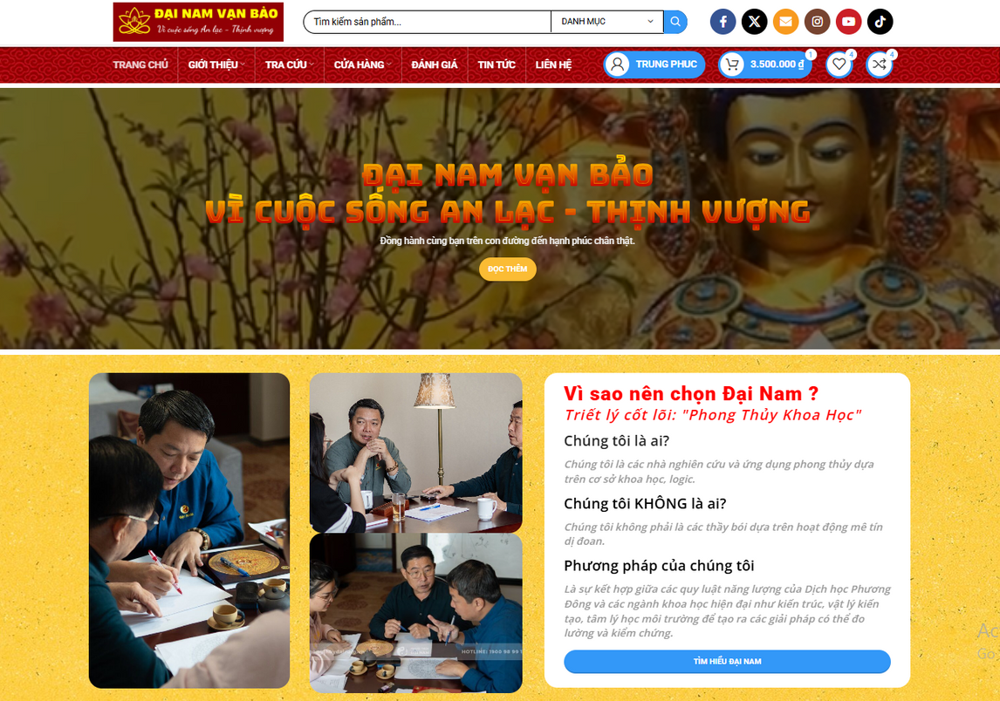 ĐẠI NAM VẠN BẢO
Vì cuộc sống An lạc - Thịnh vượng
Tìm kiếm sản phẩm...
DANH MỤC
TRANG CHỦ
GIỚI THIỆU
TRA CỨU
CỬA HÀNG
ĐÁNH GIÁ
TIN TỨC
LIÊN HỆ
TRUNG PHUC
3.500.000 ₫
1
4
4
ĐẠI NAM VẠN BẢO
VÌ CUỘC SỐNG AN LẠC - THỊNH VƯỢNG
Đồng hành cùng bạn trên con đường đến hạnh phúc chân thật.
ĐỌC THÊM
Vì sao nên chọn Đại Nam ?
Triết lý cốt lõi: "Phong Thủy Khoa Học"
Chúng tôi là ai?
Chúng tôi là các nhà nghiên cứu và ứng dụng phong thủy dựa
trên cơ sở khoa học, logic.
Chúng tôi KHÔNG là ai?
Chúng tôi không phải là các thầy bói dựa trên hoạt động mê tín
dị đoan.
Phương pháp của chúng tôi
Là sự kết hợp giữa các quy luật năng lượng của Dịch học Phương
Đông và các ngành khoa học hiện đại như kiến trúc, vật lý kiến
tạo, tâm lý học môi trường để tạo ra các giải pháp có thể đo
lường và kiểm chứng.
TÌM HIỂU ĐẠI NAM
HOTLINE: 1900 98 99 1
Ac
Go